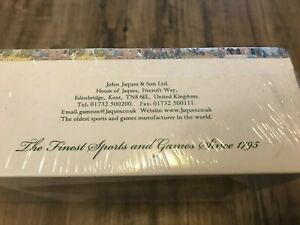 John Jaques & Son Ltd.
House of Jaques, Fircroft Way,
Edenbridge, Kent, TN8 6EL, United Kingdom.
Tel. 01732 500200. Fax: 01732 500111.
Email-gameon@Jaques.co.uk Website: www.Jaques.co.uk
The oldest sports and games manufacturer in the world.
The Finest Sports and Games Since 1795